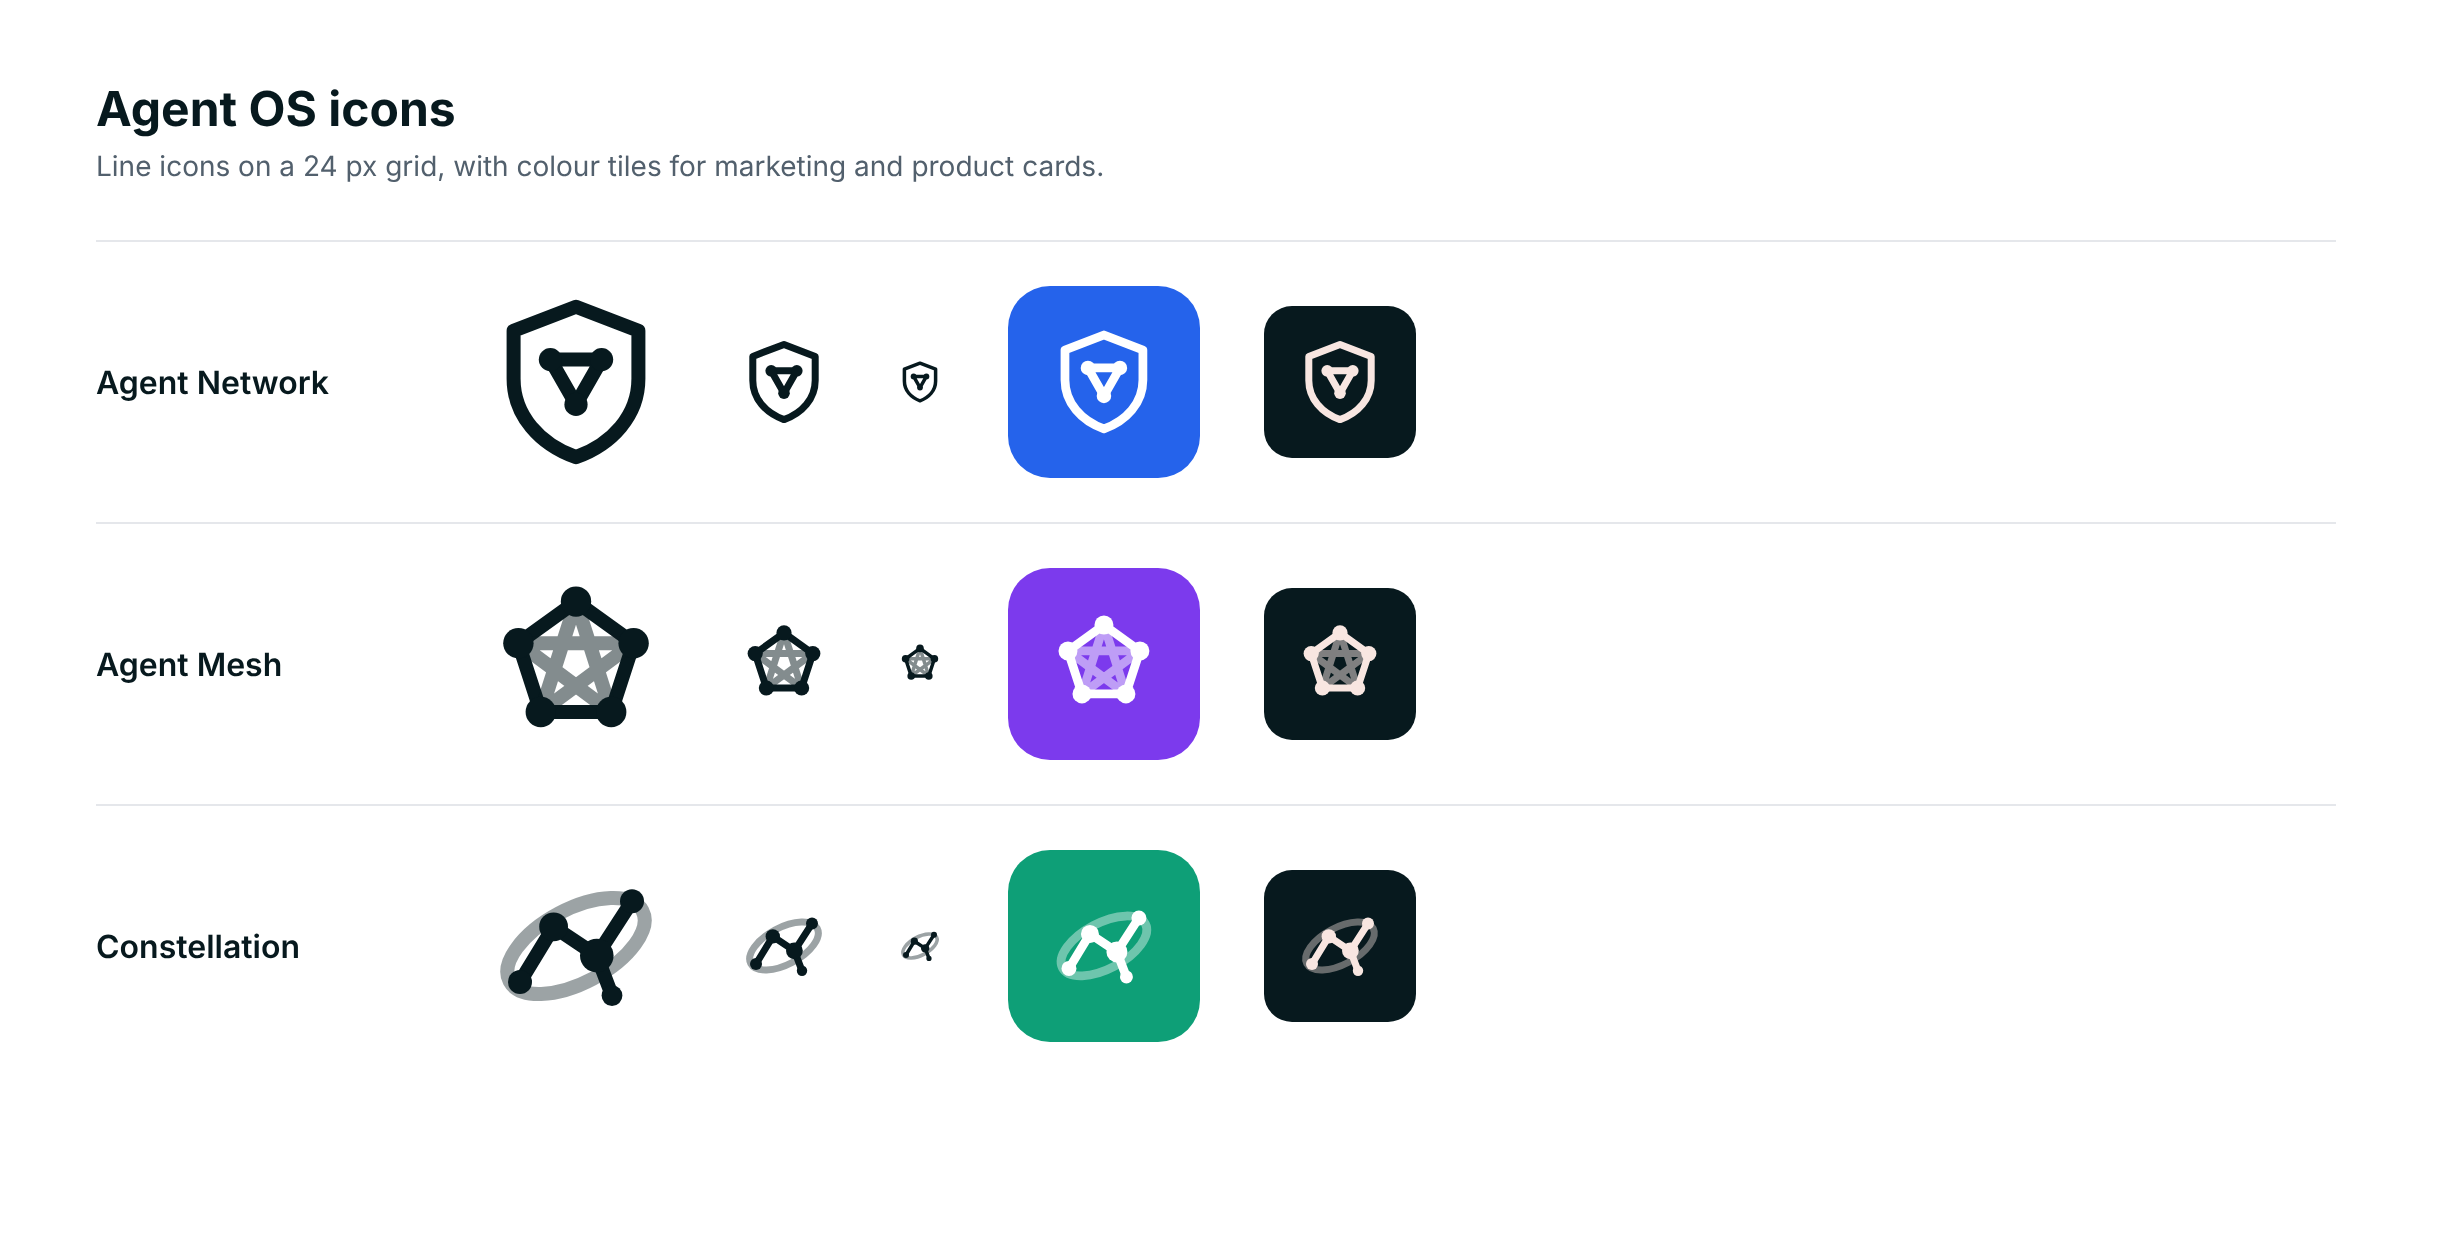 Agent OS icons
Line icons on a 24 px grid, with colour tiles for marketing and product cards.
Agent Network
Agent Mesh
Constellation